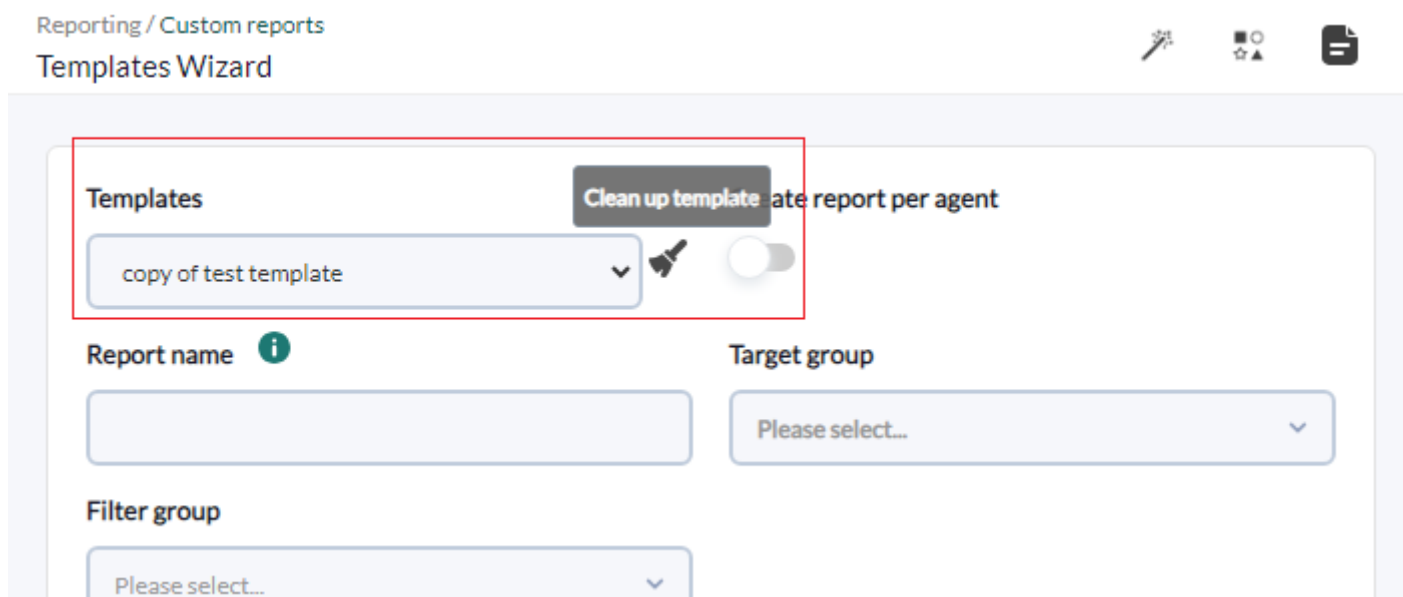 Reporting / Custom reports
Templates Wizard
Templates
Clean up template
ate report per agent
copy of test template
Report name
Target group
Please select...
Filter group
Please select...